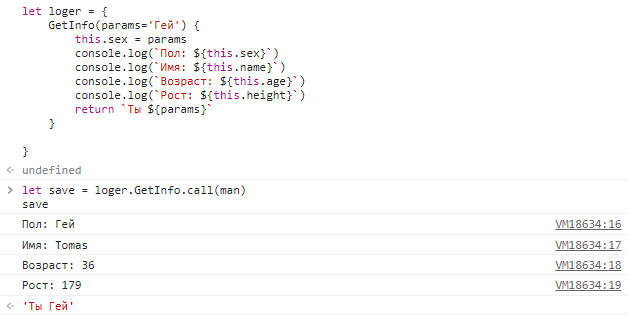 let loger = {
    GetInfo(params='Гей') {
        this.sex = params
        console.log(`Пол: ${this.sex}`)
        console.log(`Имя: ${this.name}`)
        console.log(`Возраст: ${this.age}`)
        console.log(`Рост: ${this.height}`)
        return `Ты ${params}`
    }

}
undefined
let save = loger.GetInfo.call(man)
save
Пол: Гей VM18634:16
Имя: Tomas VM18634:17
Возраст: 36 VM18634:18
Рост: 179 VM18634:19
'Ты Гей'